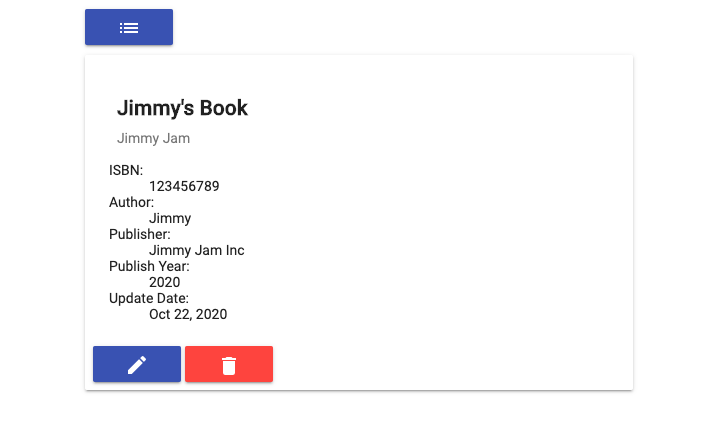 Jimmy's Book
Jimmy Jam
ISBN:
123456789
Author:
Jimmy
Publisher:
Jimmy Jam Inc
Publish Year:
2020
Update Date:
Oct 22, 2020